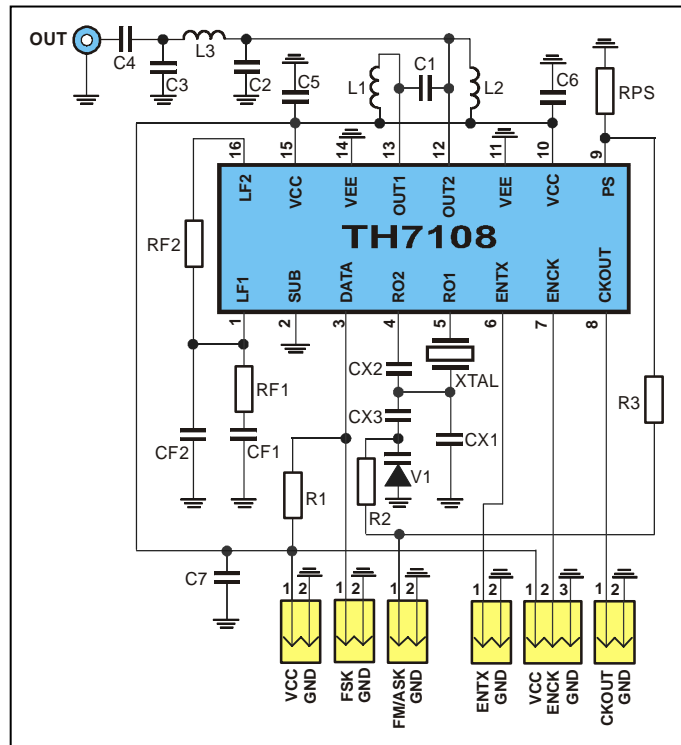 OUT
C4
L3
C3
C2
C5
L1
C1
L2
C6
RPS
16
15
14
13
12
11
10
9
LF2
VCC
VEE
OUT1
OUT2
VEE
VCC
PS
TH7108
RF2
LF1
SUB
DATA
RO2
RO1
ENTX
ENCK
CKOUT
1
2
3
4
5
6
7
8
CX2
XTAL
RF1
CX3
R3
CF2
CF1
CX1
V1
R1
R2
C7
1 2
1 2
1 2
1 2
1 2 3
1 2
VCC
GND
FSK
GND
FM/ASK
GND
ENTX
GND
VCC
ENCK
GND
CKOUT
GND